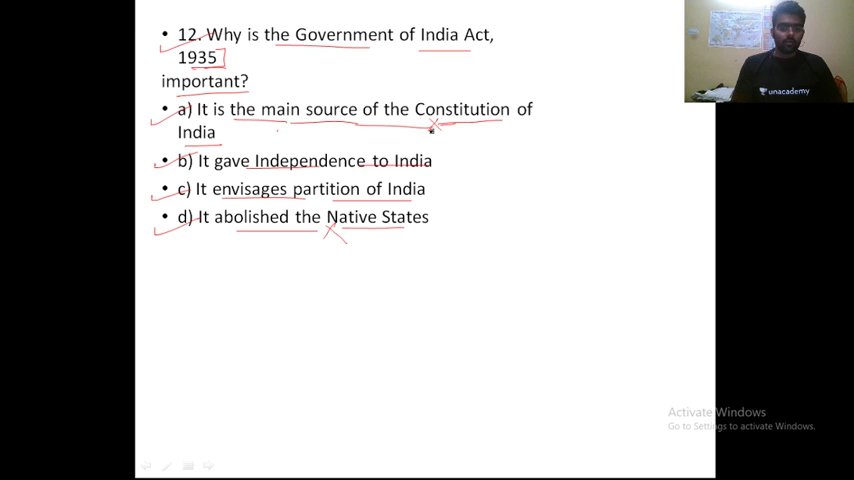 • 12. Why is the Government of India Act,
1935
important?
• a) It is the main source of the Constitution of
India
• b) It gave Independence to India
• c) It envisages partition of India
• d) It abolished the Native States
unacademy
Activate Windows
Go to Settings to activate Windows.